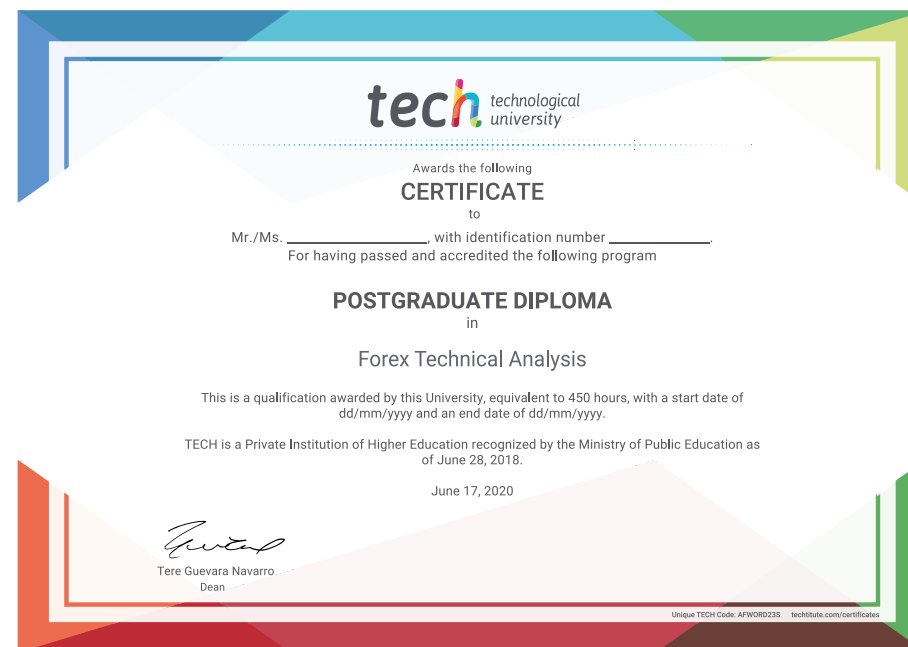 tech technological
university
Awards the following
CERTIFICATE
to
Mr./Ms. ____________________, with identification number ______________.
For having passed and accredited the following program
POSTGRADUATE DIPLOMA
in
Forex Technical Analysis
This is a qualification awarded by this University, equivalent to 450 hours, with a start date of
dd/mm/yyyy and an end date of dd/mm/yyyy.
TECH is a Private Institution of Higher Education recognized by the Ministry of Public Education as
of June 28, 2018.
June 17, 2020
Tere Guevara Navarro
Dean
Unique TECH Code: AFWORD23S techtitute.com/certificates